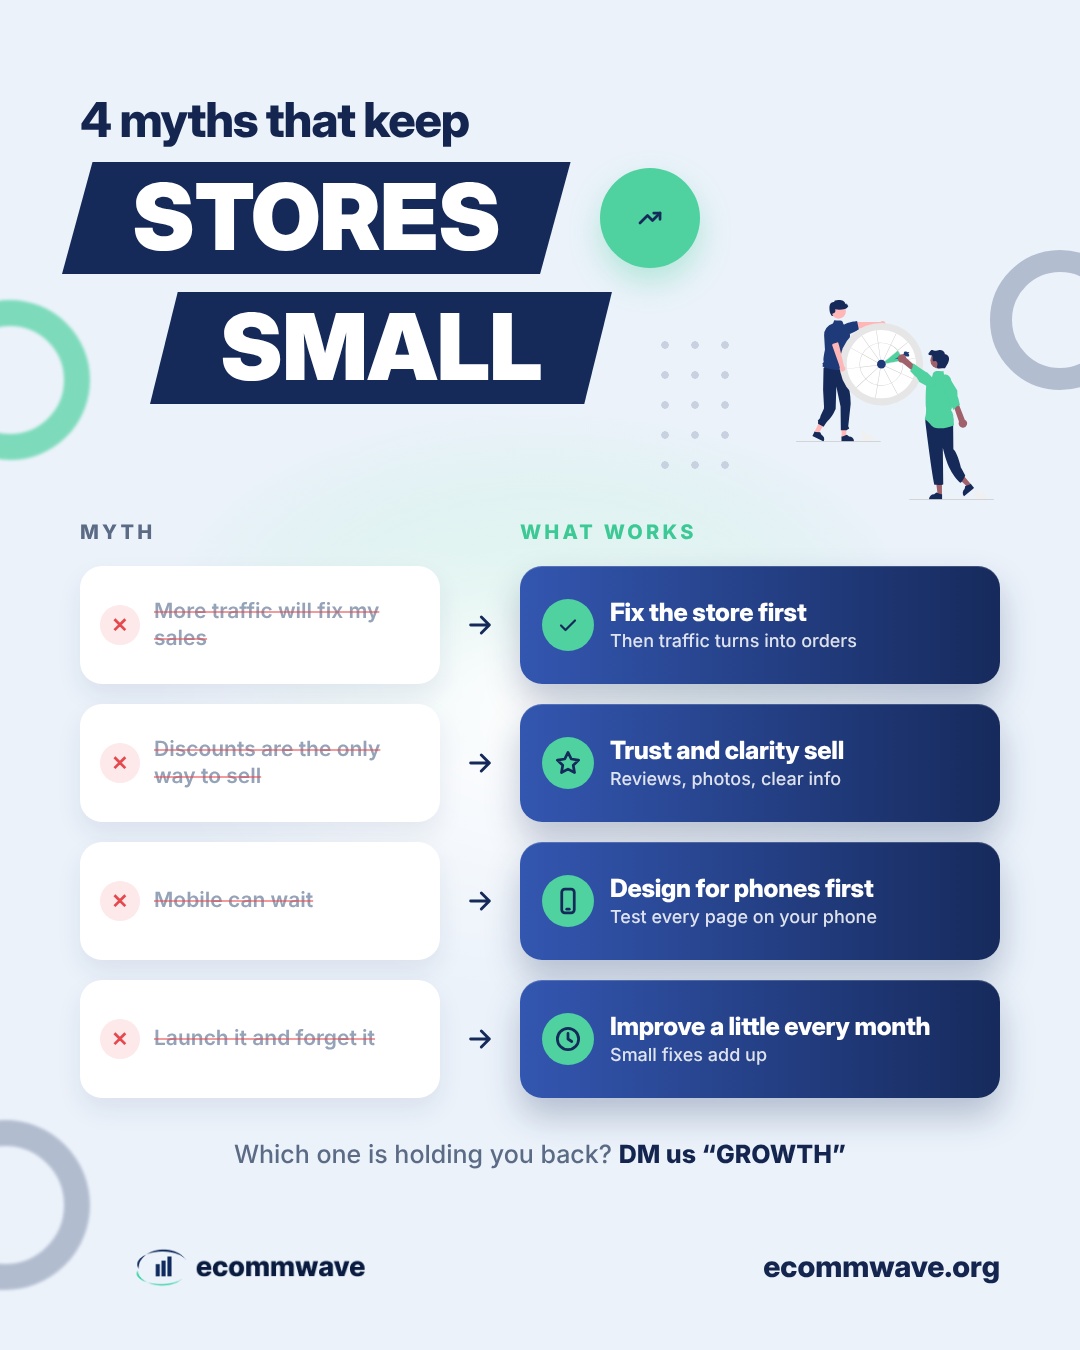 4 myths that keep
STORES
SMALL
MYTH
WHAT WORKS
More traffic will fix my
sales
Fix the store first
Then traffic turns into orders
Discounts are the only
way to sell
Trust and clarity sell
Reviews, photos, clear info
Mobile can wait
Design for phones first
Test every page on your phone
Launch it and forget it
Improve a little every month
Small fixes add up
Which one is holding you back? DM us “GROWTH”
ecommwave
ecommwave.org